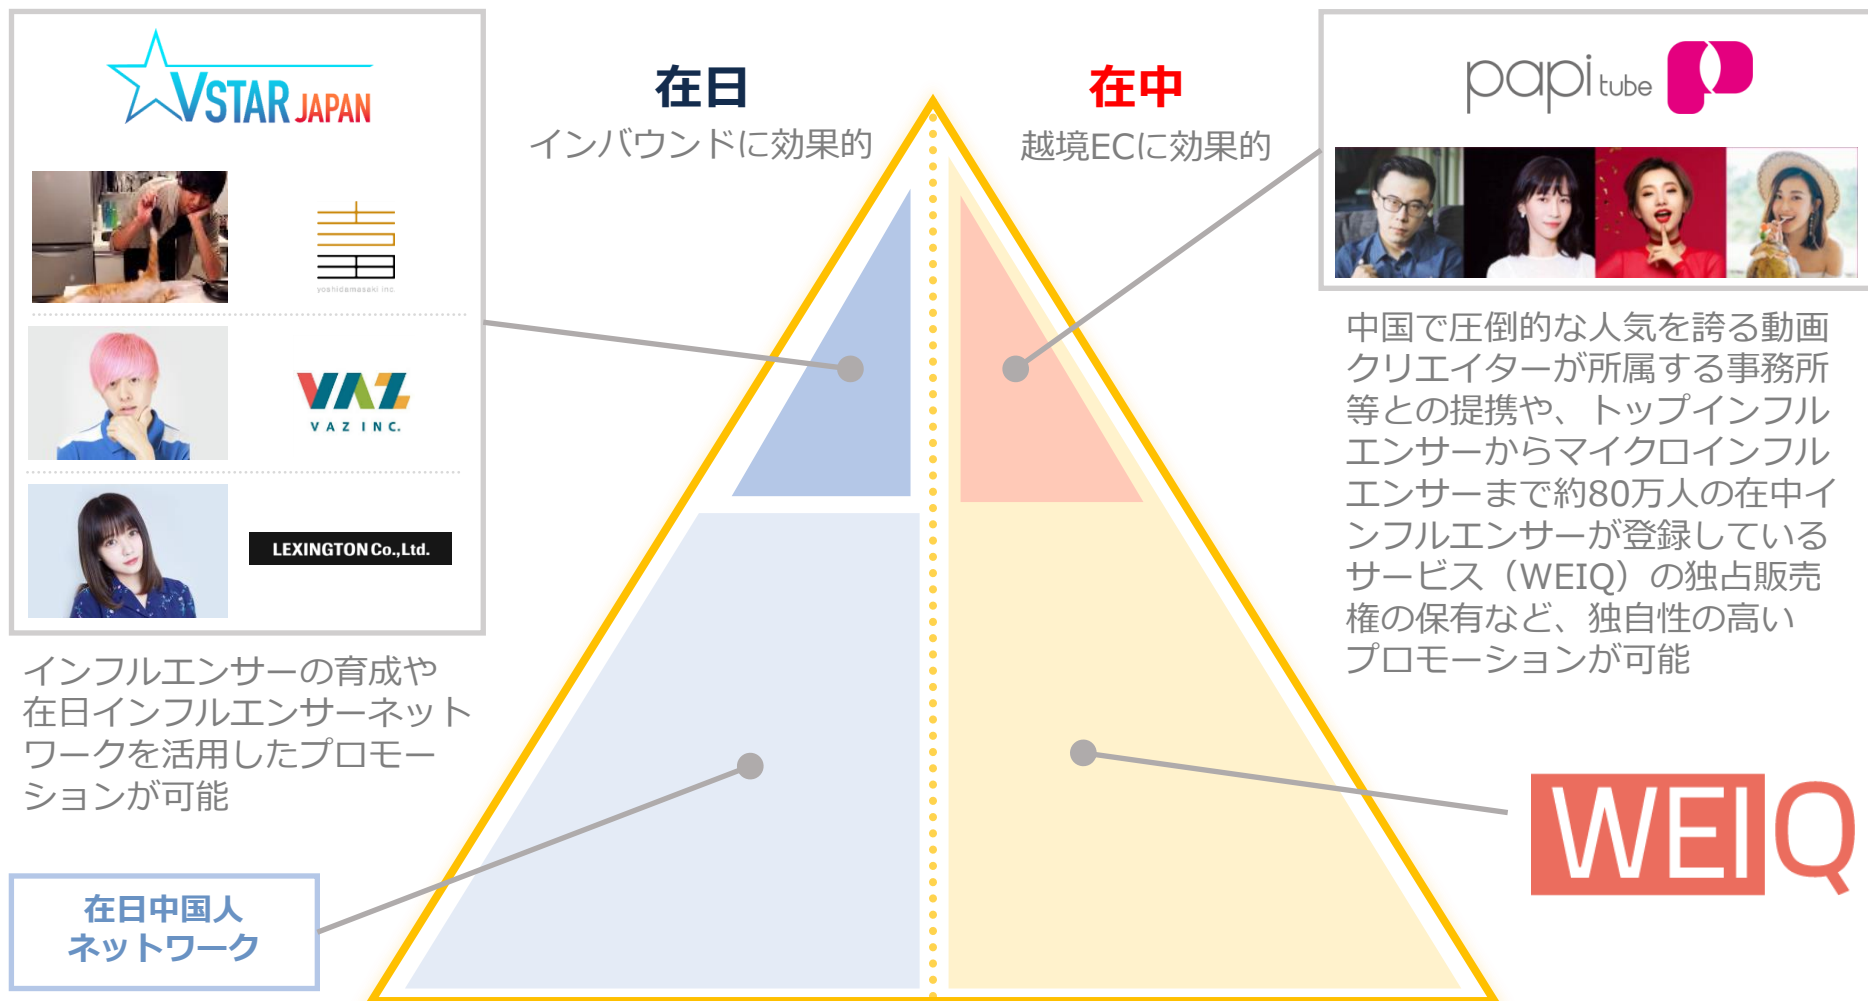 VSTAR JAPAN
yoshidamasaki inc.
VAZ
VAZ INC.
LEXINGTON Co.,Ltd.
インフルエンサーの育成や
在日インフルエンサーネット
ワークを活用したプロモー
ションが可能
在日中国人
ネットワーク
在日
インバウンドに効果的
在中
越境ECに効果的
papi tube
中国で圧倒的な人気を誇る動画
クリエイターが所属する事務所
等との提携や、トップインフル
エンサーからマイクロインフル
エンサーまで約80万人の在中イ
ンフルエンサーが登録している
サービス（WEIQ）の独占販売
権の保有など、独自性の高い
プロモーションが可能
WEIQ